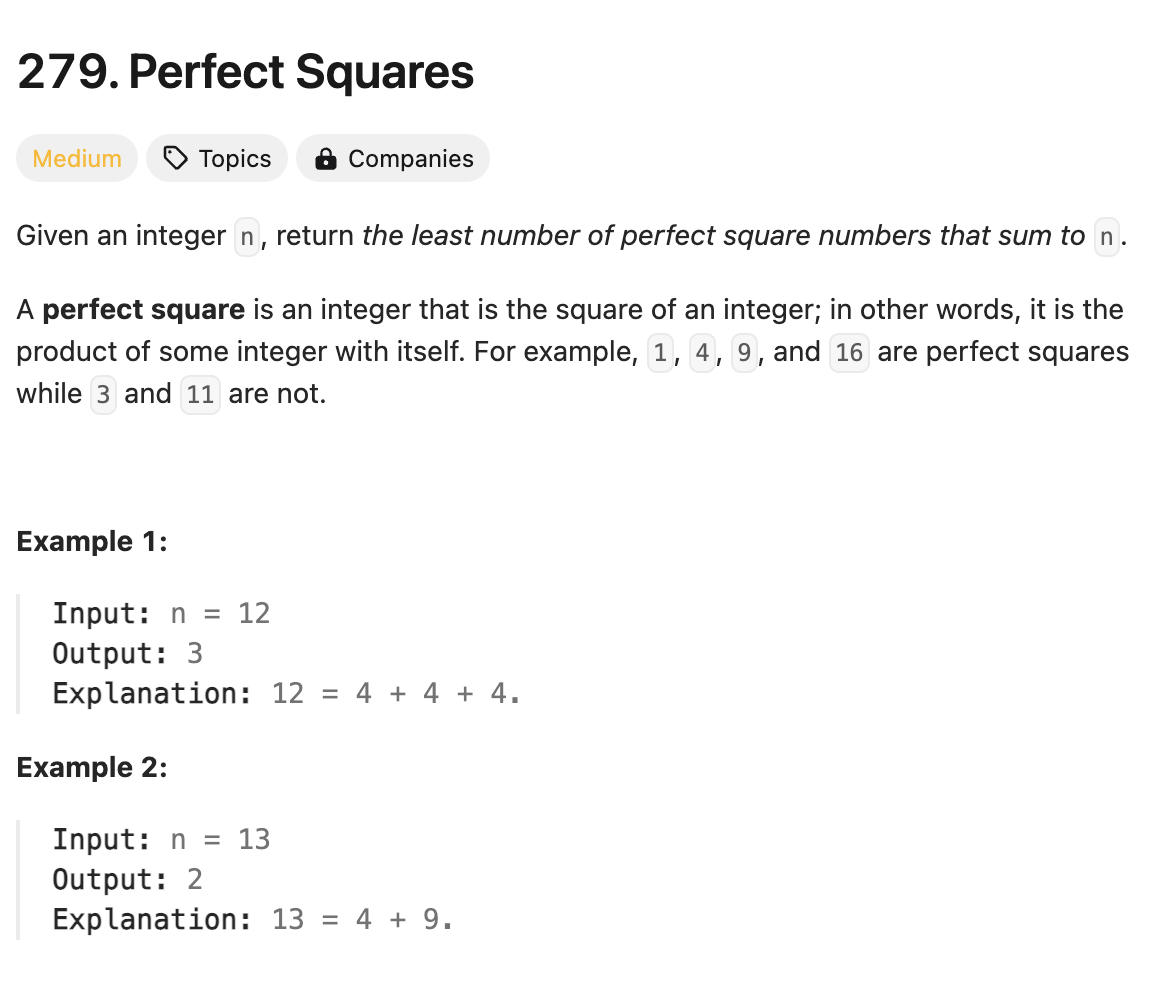 279. Perfect Squares
Medium Topics Companies
Given an integer n, return the least number of perfect square numbers that sum to n.
A perfect square is an integer that is the square of an integer; in other words, it is the
product of some integer with itself. For example, 1, 4, 9, and 16 are perfect squares
while 3 and 11 are not.
Example 1:
Input: n = 12
Output: 3
Explanation: 12 = 4 + 4 + 4.
Example 2:
Input: n = 13
Output: 2
Explanation: 13 = 4 + 9.